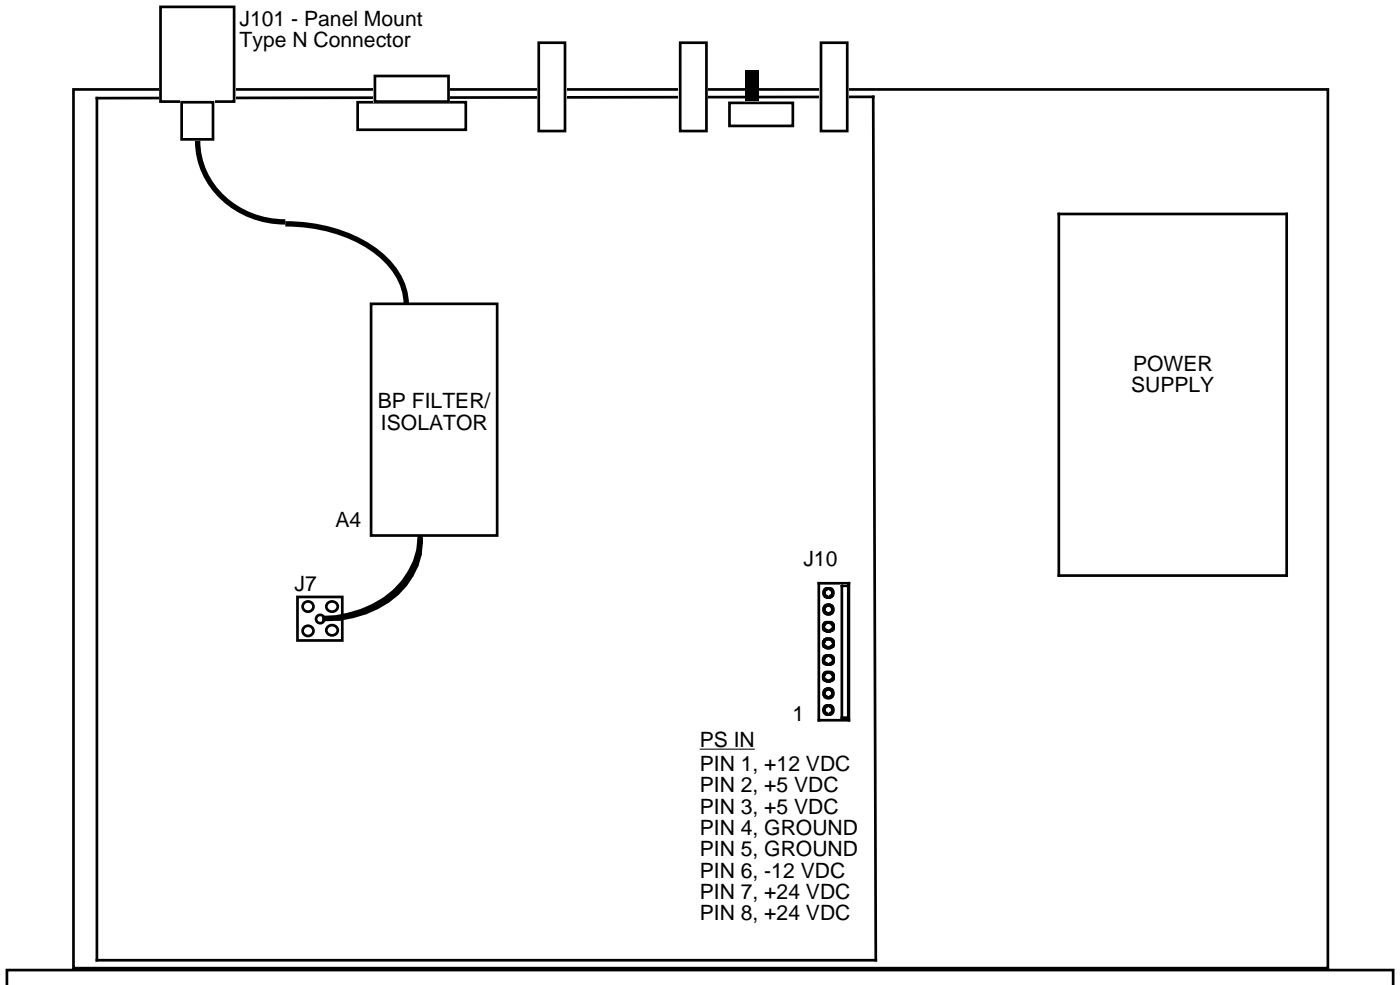 J101 - Panel Mount
Type N Connector
POWER
SUPPLY
BP FILTER/
ISOLATOR
A4
J7
J10
1
PS IN
PIN 1, +12 VDC
PIN 2, +5 VDC
PIN 3, +5 VDC
PIN 4, GROUND
PIN 5, GROUND
PIN 6, -12 VDC
PIN 7, +24 VDC
PIN 8, +24 VDC